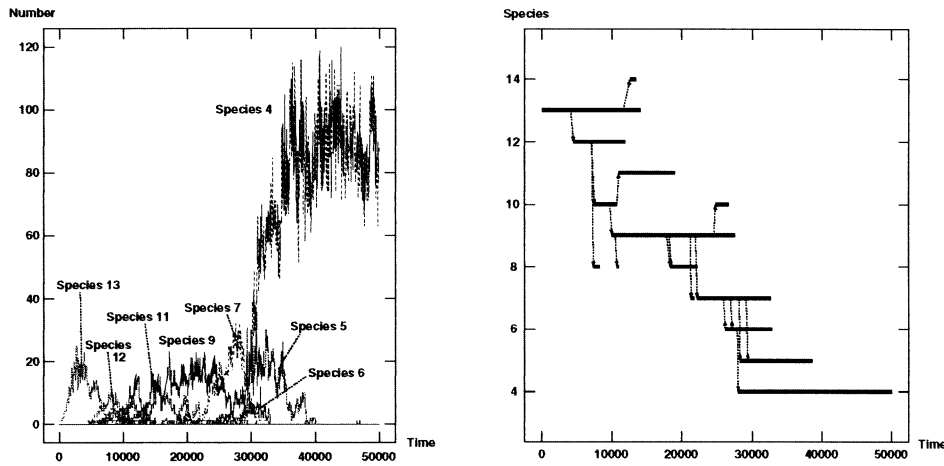 Number
120
100
80
60
40
20
0
Species 4
Species 13
Species 11
Species 7
Species
12
Species 9
Species 5
Species 6
Time
0 10000 20000 30000 40000 50000
Species
14
12
10
8
6
4
Time
0 10000 20000 30000 40000 50000